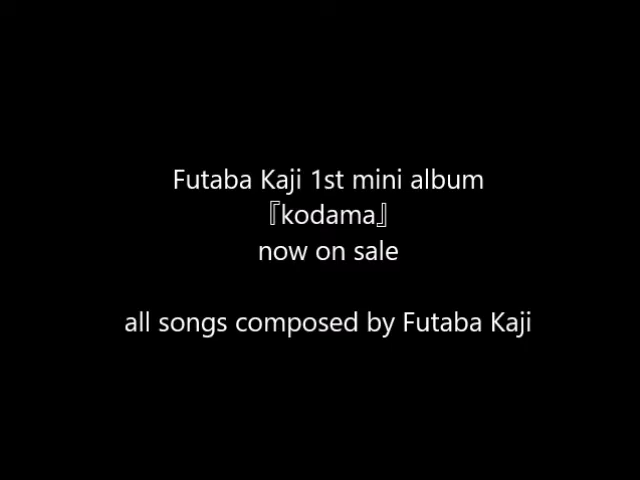 Futaba Kaji 1st mini album
『kodama』
now on sale
all songs composed by Futaba Kaji